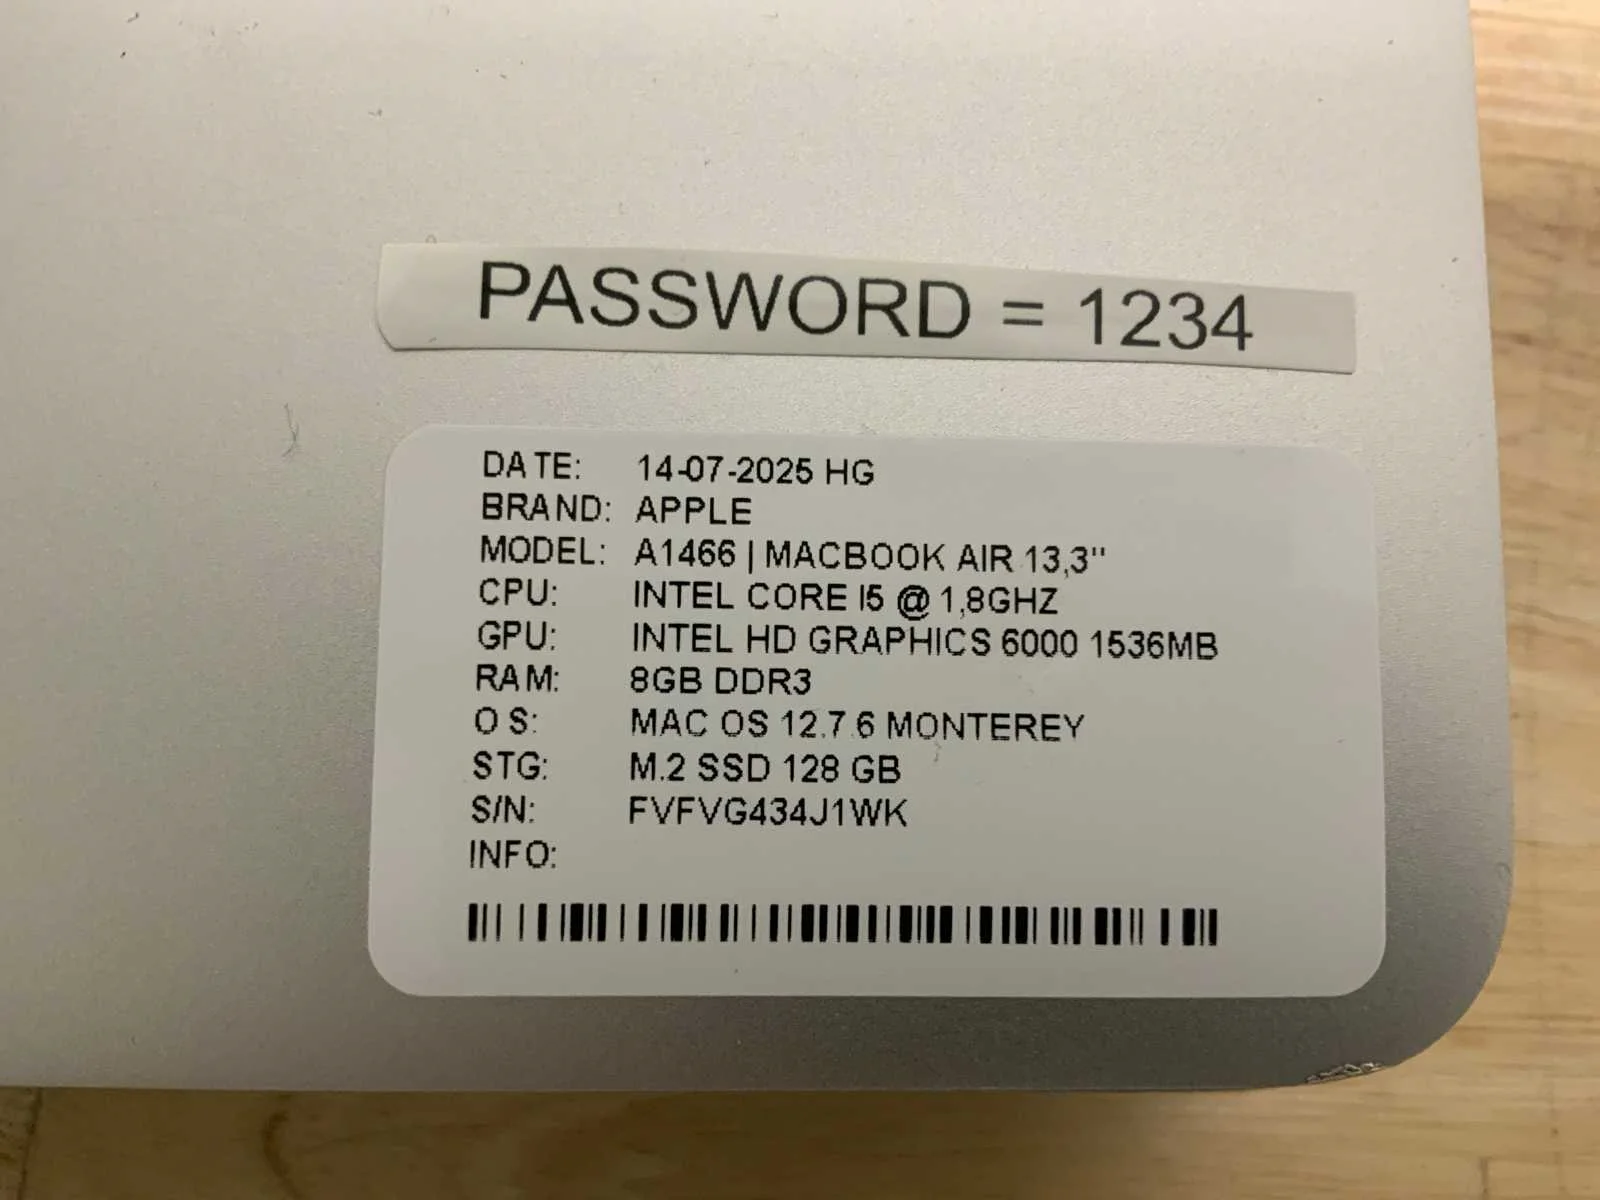 PASSWORD = 1234
DATE: 14-07-2025 HG
BRAND: APPLE
MODEL: A1466 | MACBOOK AIR 13,3"
CPU: INTEL CORE I5 @ 1,8GHZ
GPU: INTEL HD GRAPHICS 6000 1536MB
RAM: 8GB DDR3
OS: MAC OS 12.7.6 MONTEREY
STG: M.2 SSD 128 GB
S/N: FVFVG434J1WK
INFO: